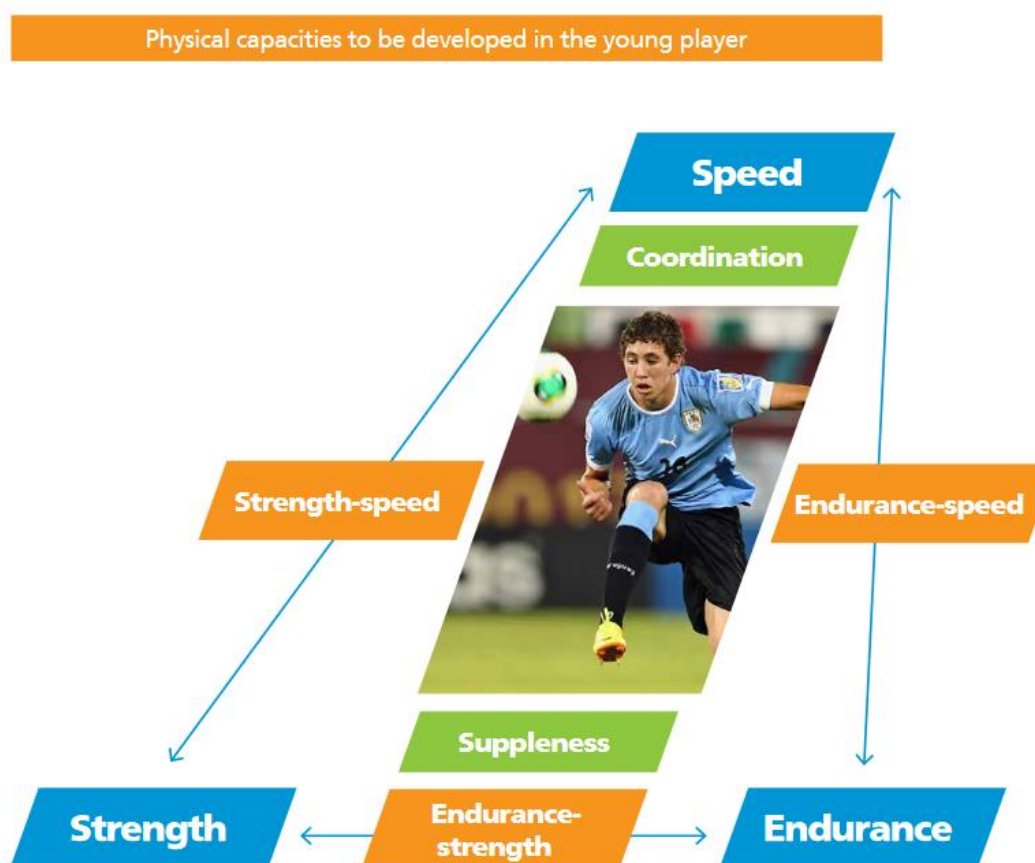 Physical capacities to be developed in the young player
Speed
Coordination
Strength-speed
Endurance-speed
Suppleness
Strength
Endurance-
strength
Endurance